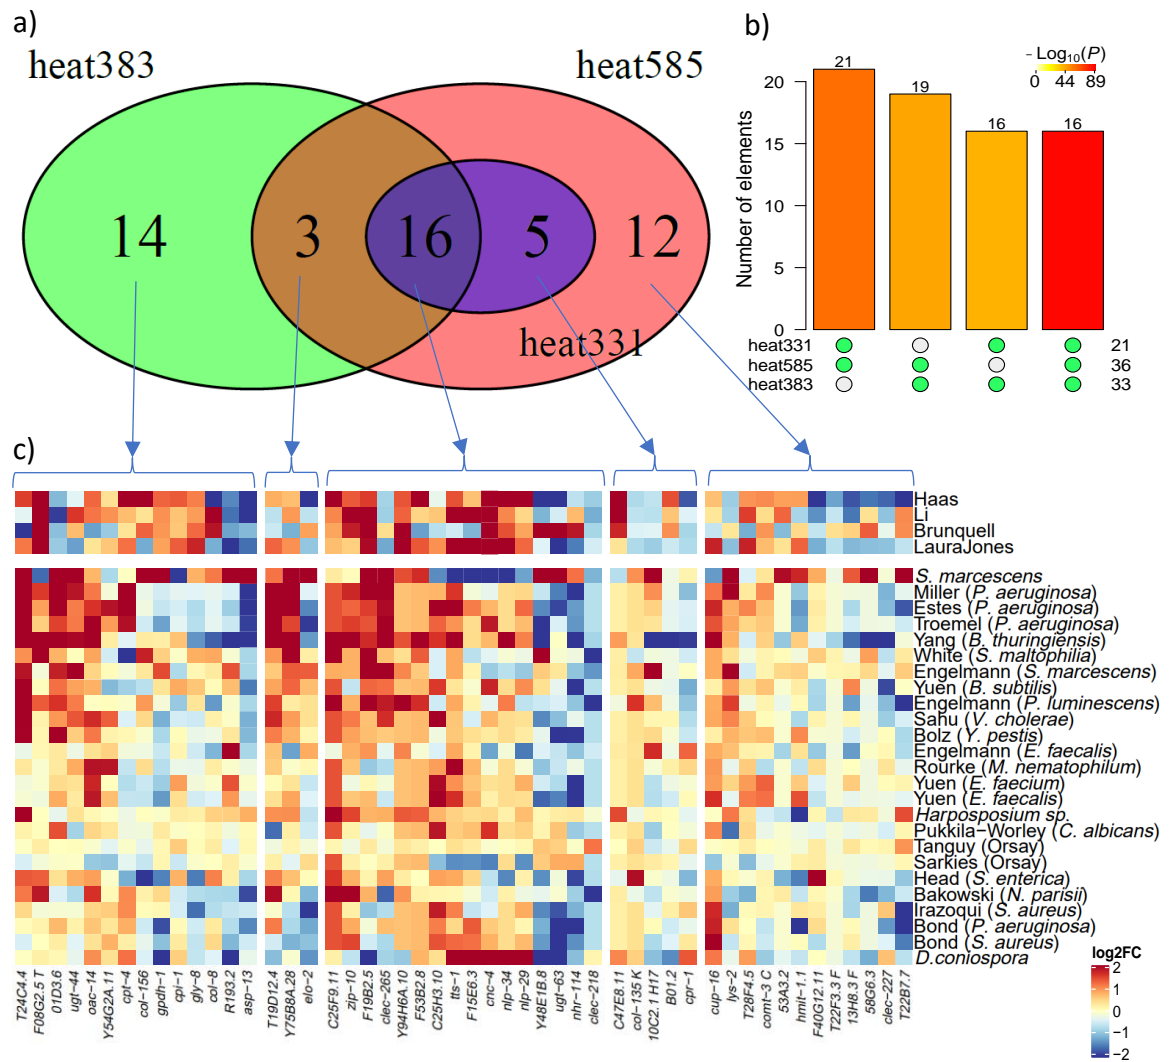 a)
b)
heat383
heat585
14
3
16
5
12
heat331
- Log10(P)
0 44 89
Number of elements
20
15
10
5
0
21
19
16
16
heat331 21
heat585 36
heat383 33
c)
Haas
Li
Brunquell
LauraJones
S. marcescens
Miller (P. aeruginosa)
Estes (P. aeruginosa)
Troemel (P. aeruginosa)
Yang (B. thuringiensis)
White (S. maltophilia)
Engelmann (S. marcescens)
Yuen (B. subtilis)
Engelmann (P. luminescens)
Sahu (V. cholerae)
Bolz (Y. pestis)
Engelmann (E. faecalis)
Rourke (M. nematophilum)
Yuen (E. faecium)
Yuen (E. faecalis)
Harposposium sp.
Pukkila-Worley (C. albicans)
Tanguy (Orsay)
Sarkies (Orsay)
Head (S. enterica)
Bakowski (N. parisii)
Irazoqui (S. aureus)
Bond (P. aeruginosa)
Bond (S. aureus)
D.coniospora
log2FC
2
1
0
-1
-2
T24C4.4
F08G2.5 T
01D3.6
ugt-44
oac-14
Y54G2A.11
cpt-4
col-156
gpdh-1
cpi-1
gly-8
col-8
R193.2
asp-13
T19D12.4
Y75B8A.28
elo-2
C25F9.11
zip-10
F19B2.5
clec-265
Y94H6A.10
F53B2.8
C25H3.10
tts-1
F15E6.3
cnc-4
nlp-34
nlp-29
Y48E1B.8
ugt-63
nhr-114
clec-218
C47E8.11
col-135 K
10C2.1 H17
B01.2
cpr-1
cup-16
lys-2
T28F4.5
comt-3 C
53A3.2
hmit-1.1
F40G12.11
T22F3.3 F
13H8.3 F
58G6.3
clec-227
T22B7.7